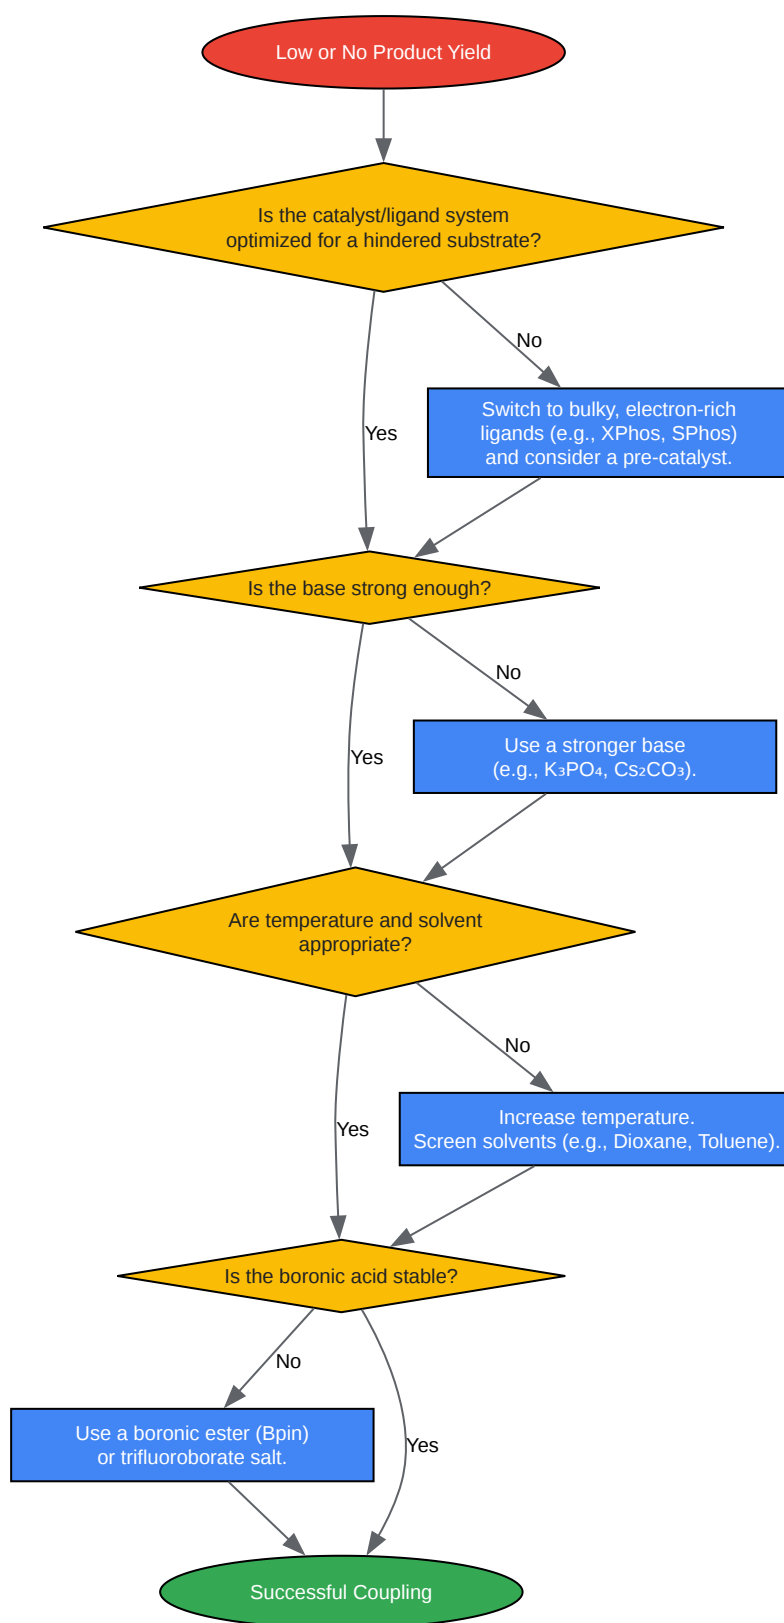 Low or No Product Yield
Is the catalyst/ligand system
optimized for a hindered substrate?
No
Switch to bulky, electron-rich
ligands (e.g., XPhos, SPhos)
and consider a pre-catalyst.
Yes
Is the base strong enough?
No
Use a stronger base
(e.g., K₃PO₄, Cs₂CO₃).
Yes
Are temperature and solvent
appropriate?
No
Increase temperature.
Screen solvents (e.g., Dioxane, Toluene).
Yes
Is the boronic acid stable?
No
Use a boronic ester (Bpin)
or trifluoroborate salt.
Yes
Successful Coupling